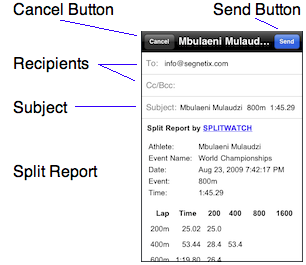 Cancel Button
Send Button
Cancel
Mbulaeni Mulaud...
Send
Recipients
To: info@segnetix.com
Cc/Bcc:
Subject
Subject: Mbulaeni Mulaudzi 800m 1:45.29
Split Report by SPLITWATCH
Split Report
Athlete: Mbulaeni Mulaudzi
Event Name: World Championships
Date: Aug 23, 2009 7:42:17 PM
Event: 800m
Time: 1:45.29
Lap Time 200 400 800 1600
200m 25.02 25.0
400m 53.44 28.4 53.4
600m 1:19.80 26.4